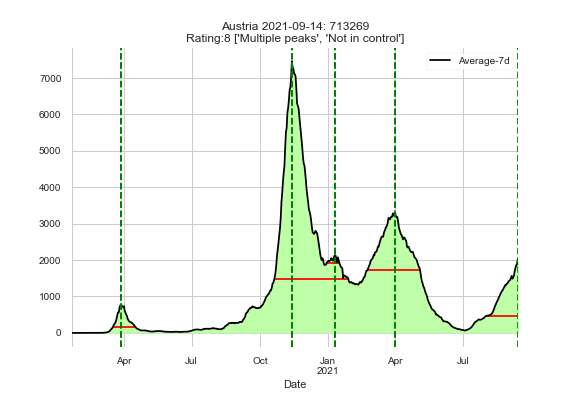 Austria 2021-09-14: 713269
Rating:8 ['Multiple peaks', 'Not in control']
Average-7d
7000
6000
5000
4000
3000
2000
1000
0
Apr
Jul
Oct
Jan
2021
Apr
Jul
Date